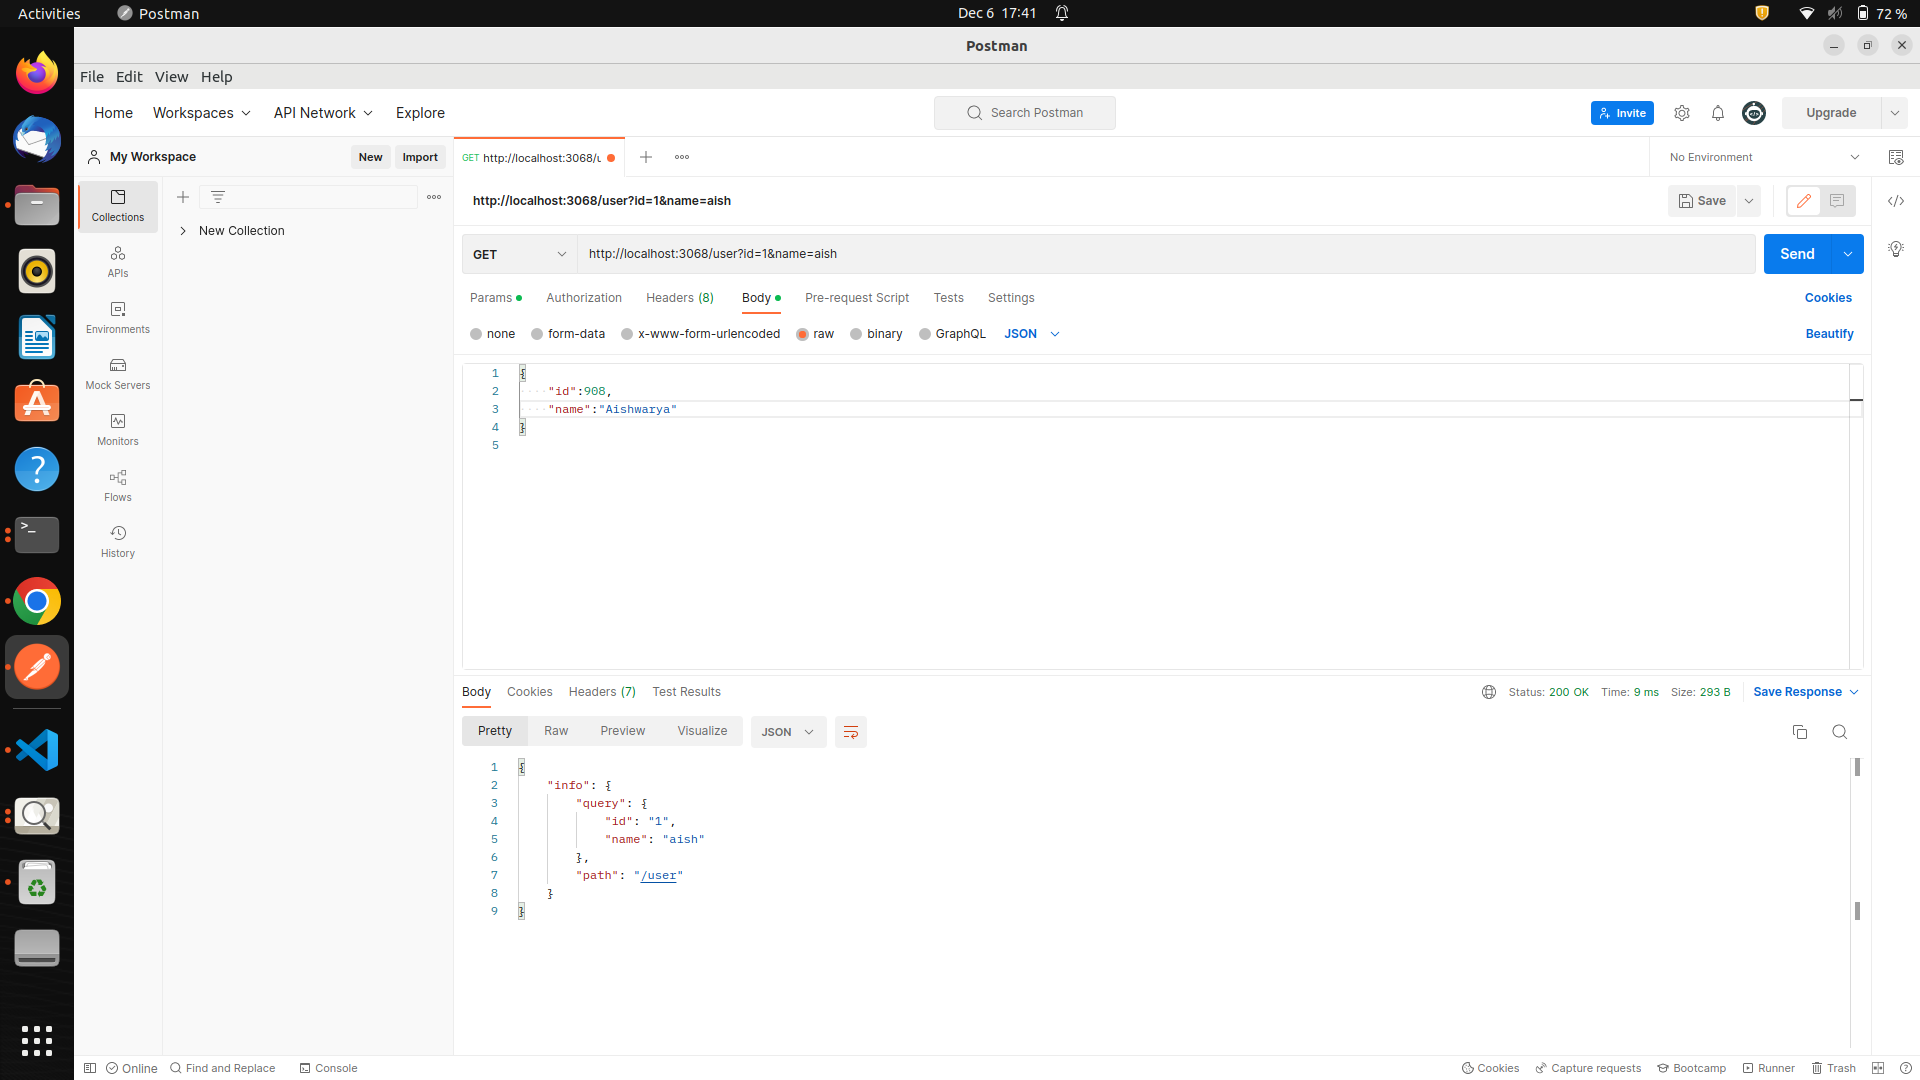 Activities
Postman
Dec 6 17:41
72 %
Postman
File Edit View Help
Home Workspaces API Network Explore
Search Postman
Invite
Upgrade
My Workspace
New Import
GET http://localhost:3068/u
No Environment
Collections
APIs
Environments
Mock Servers
Monitors
Flows
History
New Collection
http://localhost:3068/user?id=1&name=aish
Save
GET http://localhost:3068/user?id=1&name=aish
Send
Params Authorization Headers (8) Body Pre-request Script Tests Settings
Cookies
none form-data x-www-form-urlencoded raw binary GraphQL JSON
Beautify
1 {
2 "id":908,
3 "name":"Aishwarya"
4 }
5
Body Cookies Headers (7) Test Results
Status: 200 OK Time: 9 ms Size: 293 B Save Response
Pretty Raw Preview Visualize JSON
1 {
2 "info": {
3 "query": {
4 "id": "1",
5 "name": "aish"
6 },
7 "path": "/user"
8 }
9 }
Online Find and Replace Console
Cookies Capture requests Bootcamp Runner Trash